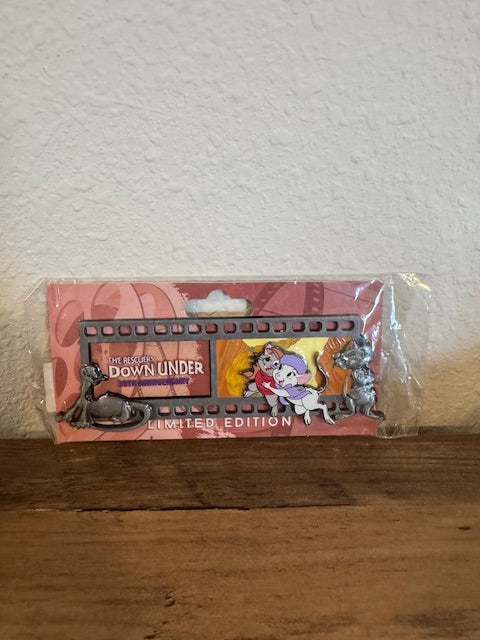 THE RESCUERS
DOWN UNDER
30TH ANNIVERSARY
LIMITED EDITION